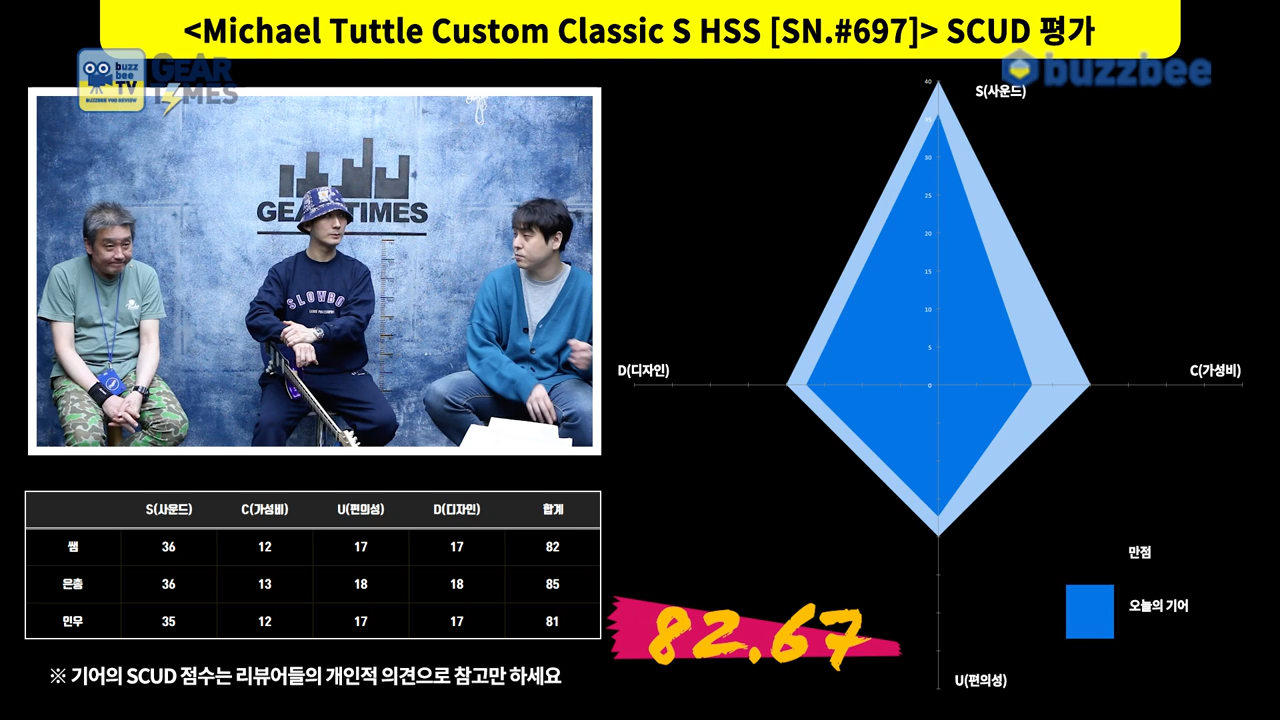 <Michael Tuttle Custom Classic S HSS [SN.#697]> SCUD 평가
buzz bee TV
BUZZBEE YOU REVIEW
GEAR TIMES
buzzbee
GEAR TIMES
SLOWBO
S(사운드)
40
35
30
25
20
15
10
5
0
D(디자인)
C(가성비)
U(편의성)
만점
오늘의 기어
S(사운드) C(가성비) U(편의성) D(디자인) 합계
쌤 36 12 17 17 82
은총 36 13 18 18 85
민우 35 12 17 17 81
82.67
※ 기어의 SCUD 점수는 리뷰어들의 개인적 의견으로 참고만 하세요